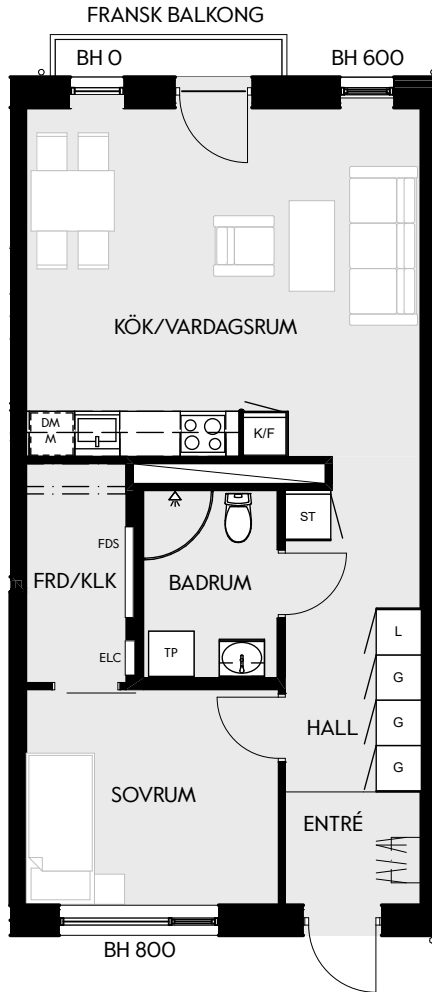 FRANSK BALKONG
BH 0
BH 600
KÖK/VARDAGSRUM
DM
M
K/F
ST
FDS
FRD/KLK
BADRUM
ELC
TP
L
G
G
G
HALL
SOVRUM
ENTRÉ
BH 800